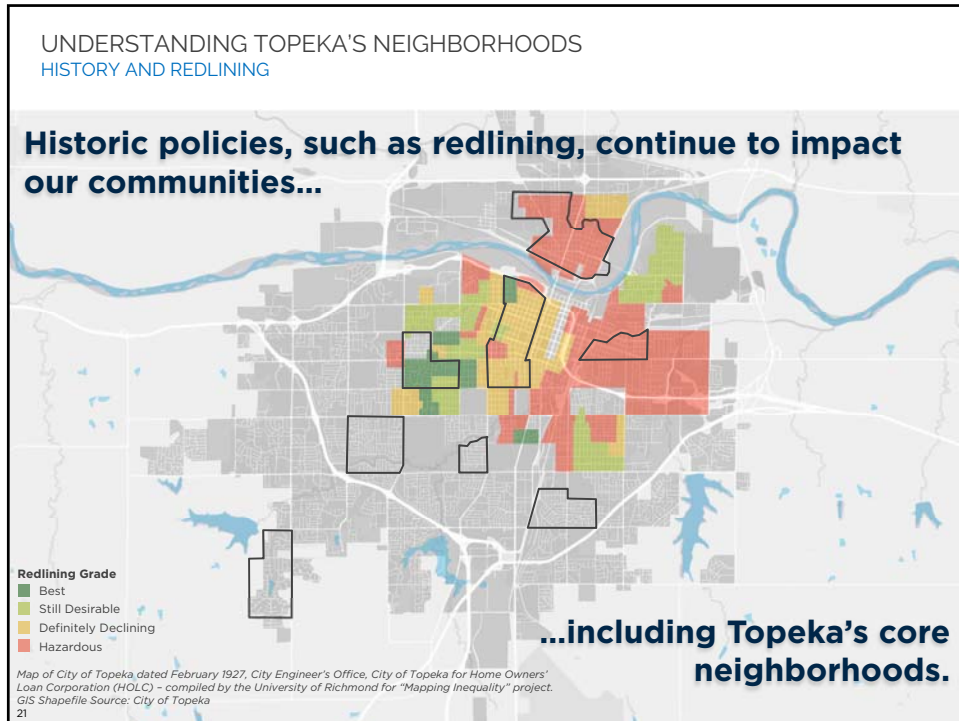 UNDERSTANDING TOPEKA'S NEIGHBORHOODS
HISTORY AND REDLINING
Historic policies, such as redlining, continue to impact
our communities...
Redlining Grade
Best
Still Desirable
Definitely Declining
Hazardous
...including Topeka's core
neighborhoods.
Map of City of Topeka dated February 1927, City Engineer's Office, City of Topeka for Home Owners'
Loan Corporation (HOLC) – compiled by the University of Richmond for "Mapping Inequality" project.
GIS Shapefile Source: City of Topeka
21